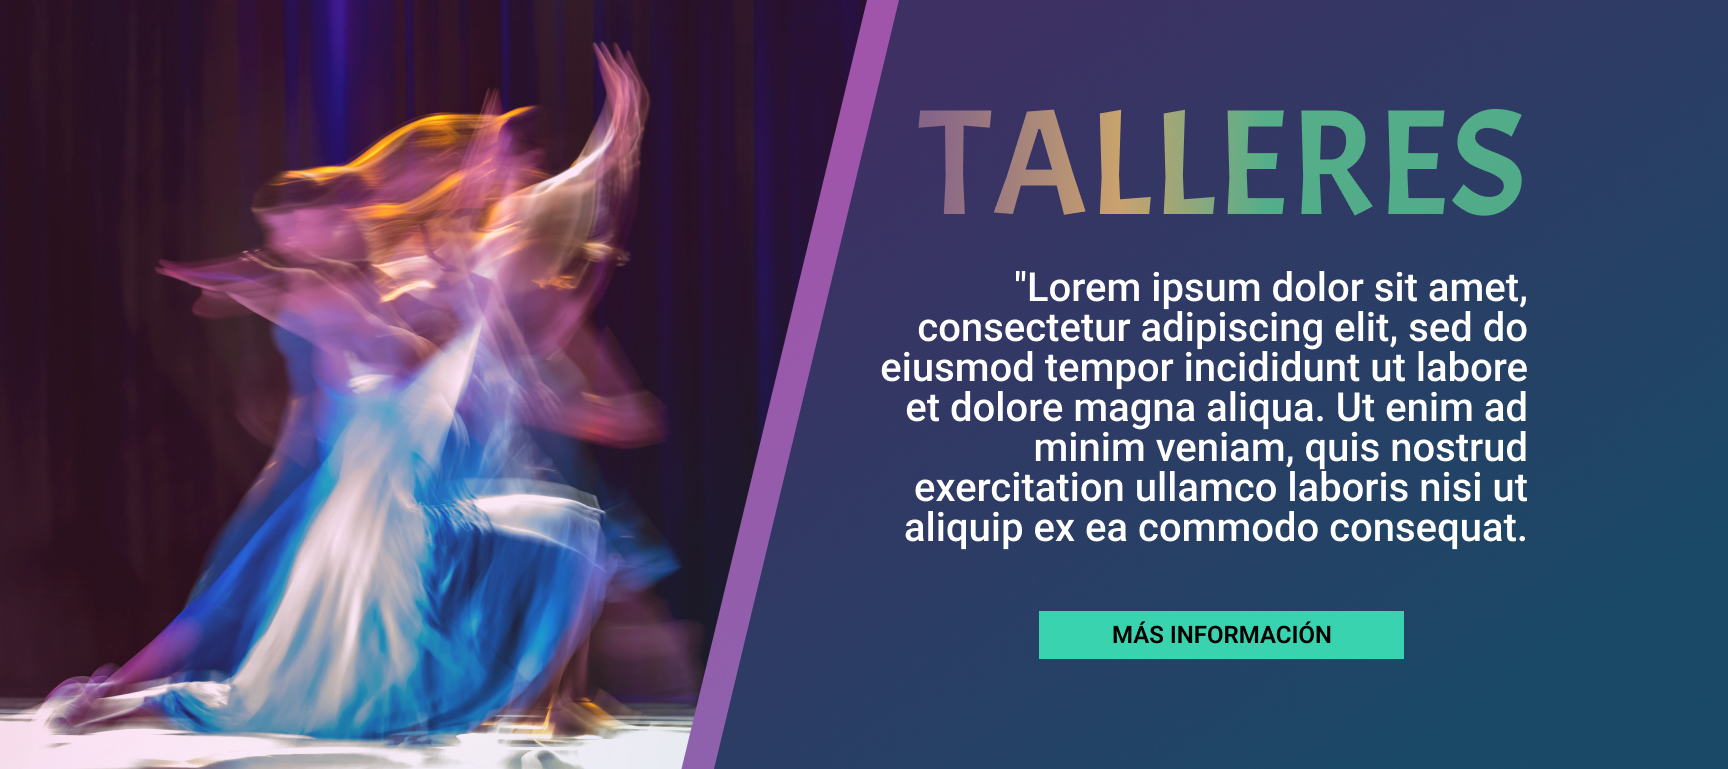 TALLERES
"Lorem ipsum dolor sit amet,
consectetur adipiscing elit, sed do
eiusmod tempor incididunt ut labore
et dolore magna aliqua. Ut enim ad
minim veniam, quis nostrud
exercitation ullamco laboris nisi ut
aliquip ex ea commodo consequat.
MÁS INFORMACIÓN